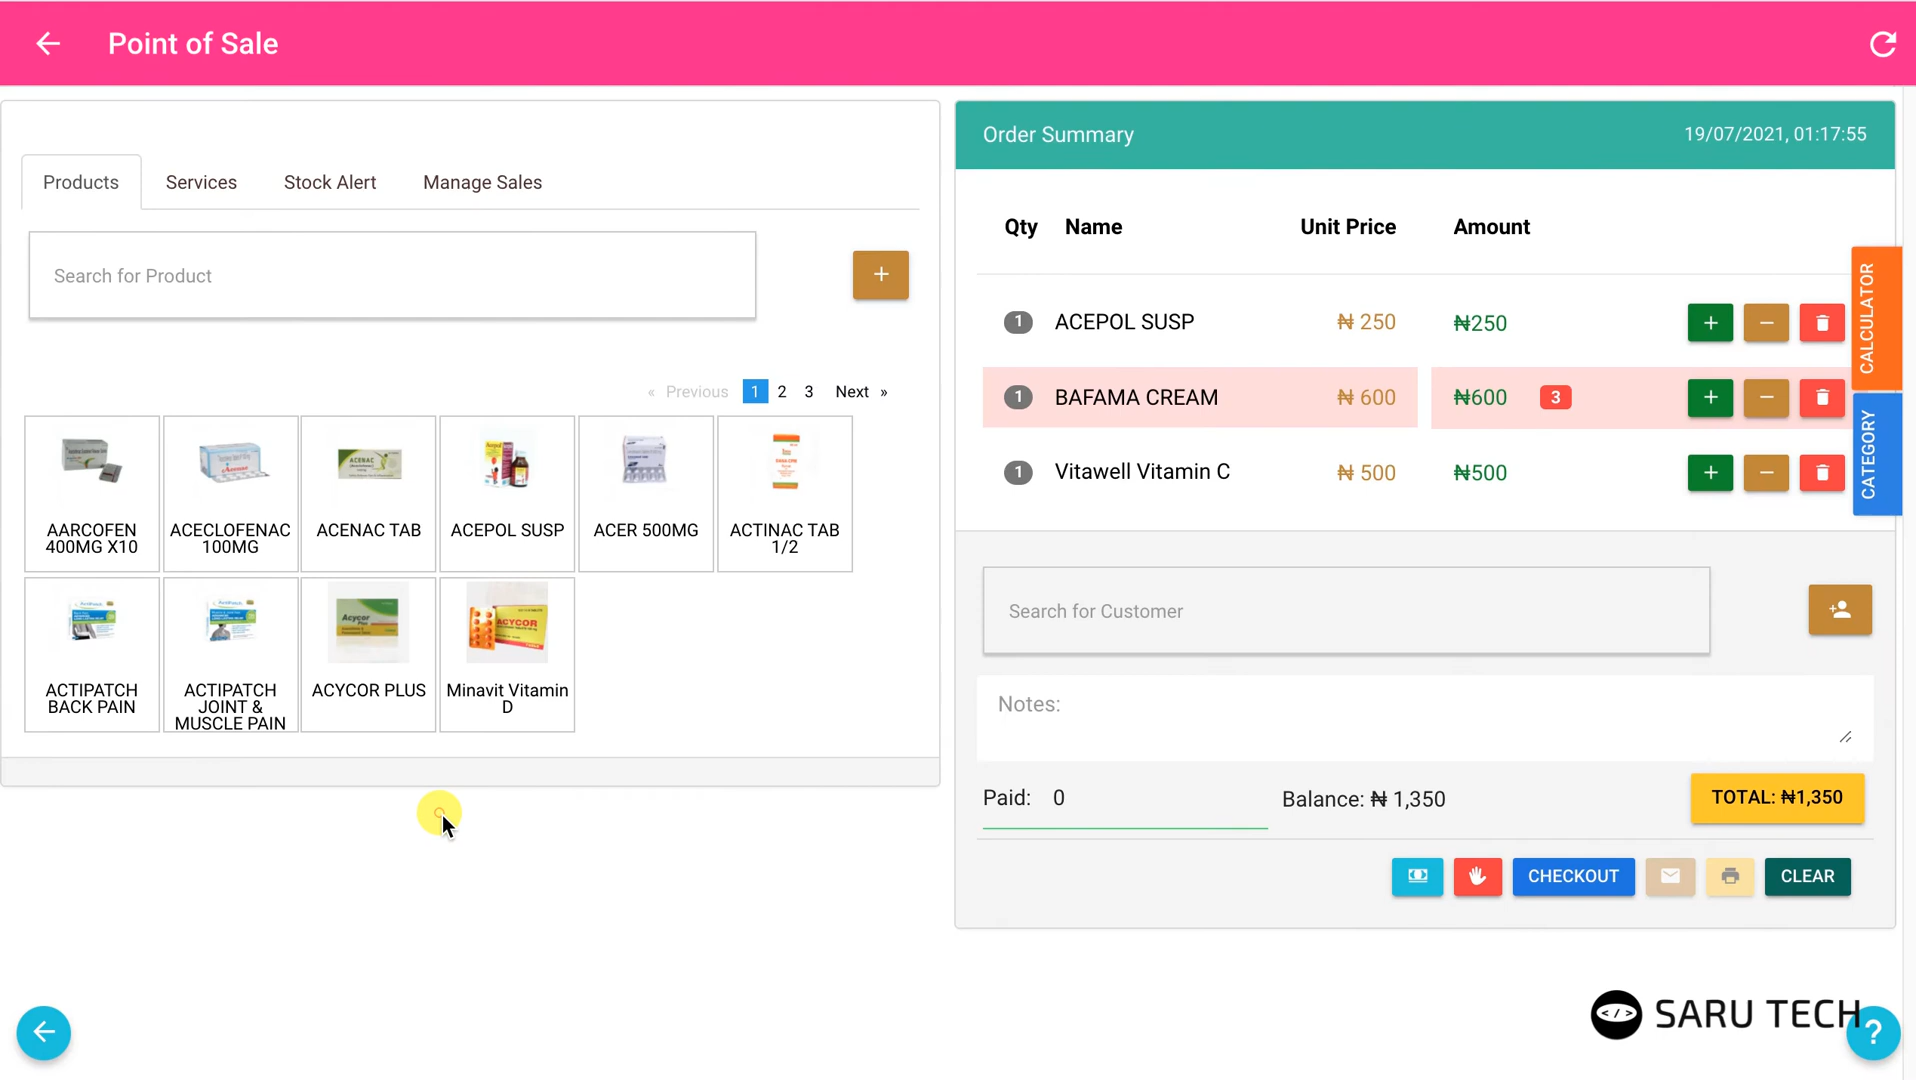 Point of Sale
Products Services Stock Alert Manage Sales
Search for Product
+
« Previous 1 2 3 Next »
AARCOFEN
400MG X10
ACECLOFENAC
100MG
ACENAC TAB
ACEPOL SUSP
ACER 500MG
ACTINAC TAB
1/2
ACTIPATCH
BACK PAIN
ACTIPATCH
JOINT &
MUSCLE PAIN
ACYCOR PLUS
Minavit Vitamin
D
Order Summary 19/07/2021, 01:17:55
Qty Name Unit Price Amount
1 ACEPOL SUSP ₦ 250 ₦250 + −
1 BAFAMA CREAM ₦ 600 ₦600 3 + −
1 Vitawell Vitamin C ₦ 500 ₦500 + −
CALCULATOR
CATEGORY
Search for Customer
Notes:
Paid: 0 Balance: ₦ 1,350 TOTAL: ₦1,350
CHECKOUT CLEAR
</> SARU TECH
?